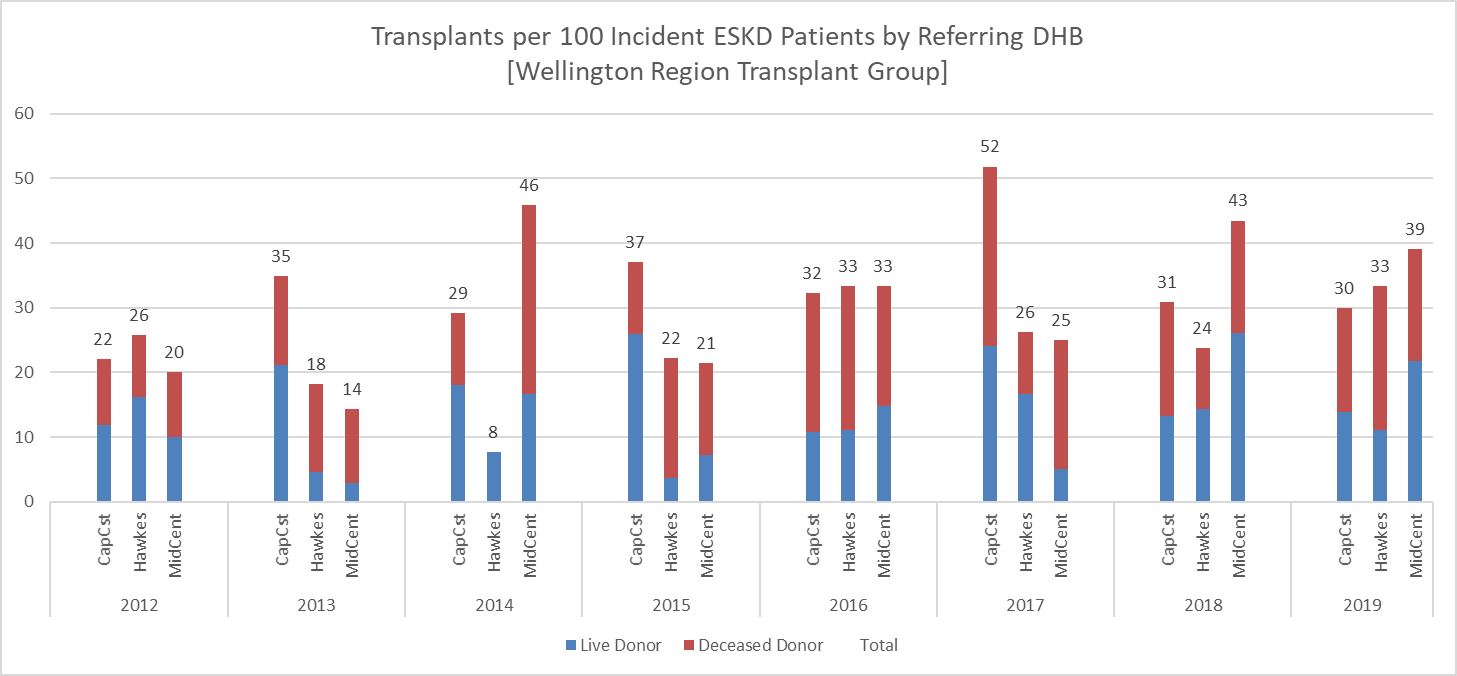 Transplants per 100 Incident ESKD Patients by Referring DHB
[Wellington Region Transplant Group]
60
50
40
30
20
10
0
22
26
20
35
18
14
29
8
46
37
22
21
32
33
33
52
26
25
31
24
43
30
33
39
CapCst
Hawkes
MidCent
CapCst
Hawkes
MidCent
CapCst
Hawkes
MidCent
CapCst
Hawkes
MidCent
CapCst
Hawkes
MidCent
CapCst
Hawkes
MidCent
CapCst
Hawkes
MidCent
CapCst
Hawkes
MidCent
2012 2013 2014 2015 2016 2017 2018 2019
Live Donor Deceased Donor Total